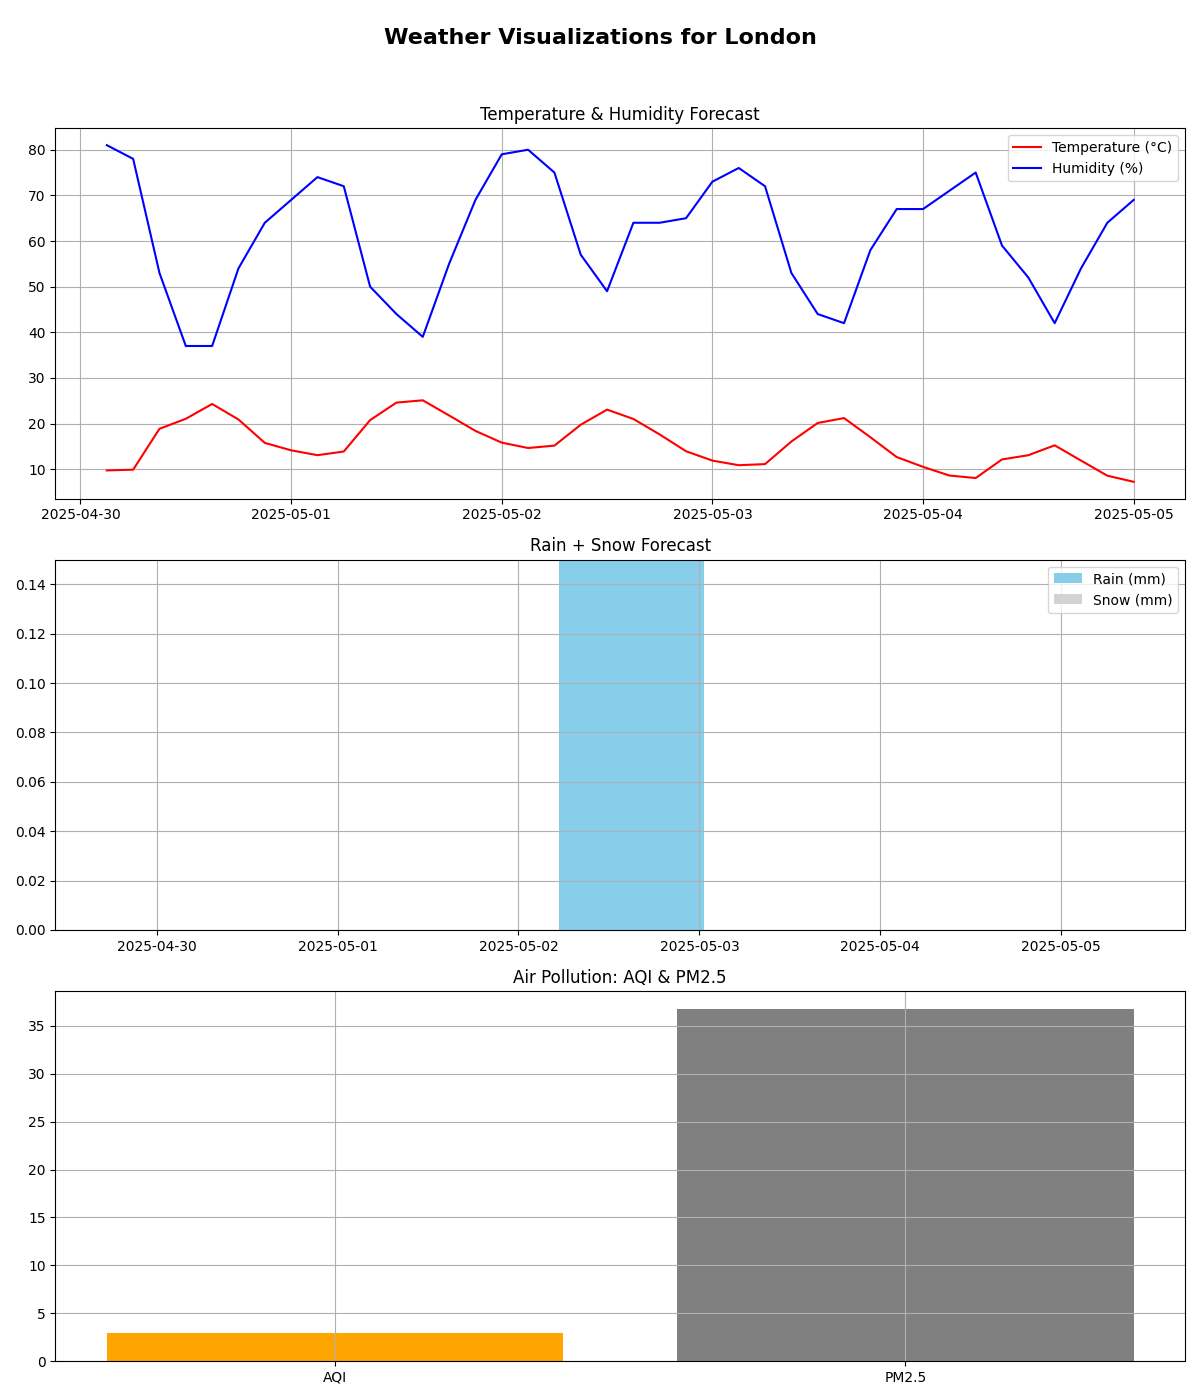 Weather Visualizations for London
Temperature & Humidity Forecast
Temperature (°C)
Humidity (%)
80
70
60
50
40
30
20
10
2025-04-30 2025-05-01 2025-05-02 2025-05-03 2025-05-04 2025-05-05
Rain + Snow Forecast
Rain (mm)
Snow (mm)
0.14
0.12
0.10
0.08
0.06
0.04
0.02
0.00
2025-04-30 2025-05-01 2025-05-02 2025-05-03 2025-05-04 2025-05-05
Air Pollution: AQI & PM2.5
35
30
25
20
15
10
5
0
AQI PM2.5